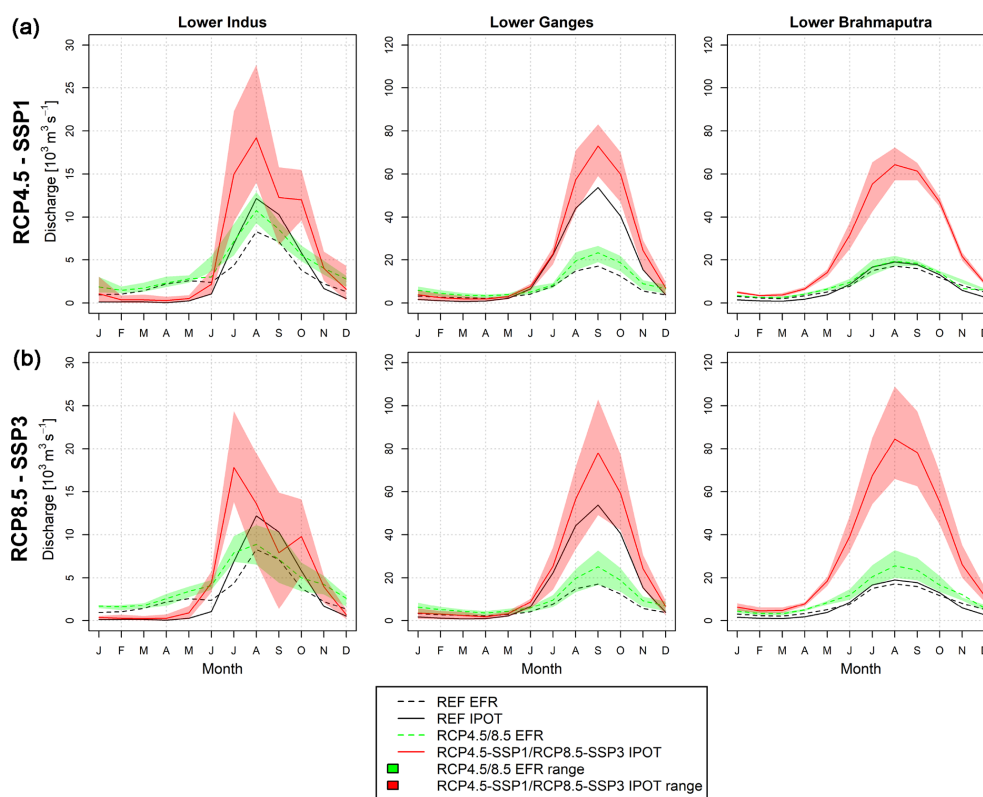 (a)
Lower Indus
Lower Ganges
Lower Brahmaputra
RCP4.5 - SSP1
Discharge [10³ m³ s⁻¹]
0 5 10 15 20 25 30
J F M A M J J A S O N D
0 20 40 60 80 100 120
J F M A M J J A S O N D
0 20 40 60 80 100 120
J F M A M J J A S O N D
(b)
RCP8.5 - SSP3
Discharge [10³ m³ s⁻¹]
0 5 10 15 20 25 30
J F M A M J J A S O N D
Month
0 20 40 60 80 100 120
J F M A M J J A S O N D
Month
0 20 40 60 80 100 120
J F M A M J J A S O N D
Month
REF EFR
REF IPOT
RCP4.5/8.5 EFR
RCP4.5-SSP1/RCP8.5-SSP3 IPOT
RCP4.5/8.5 EFR range
RCP4.5-SSP1/RCP8.5-SSP3 IPOT range